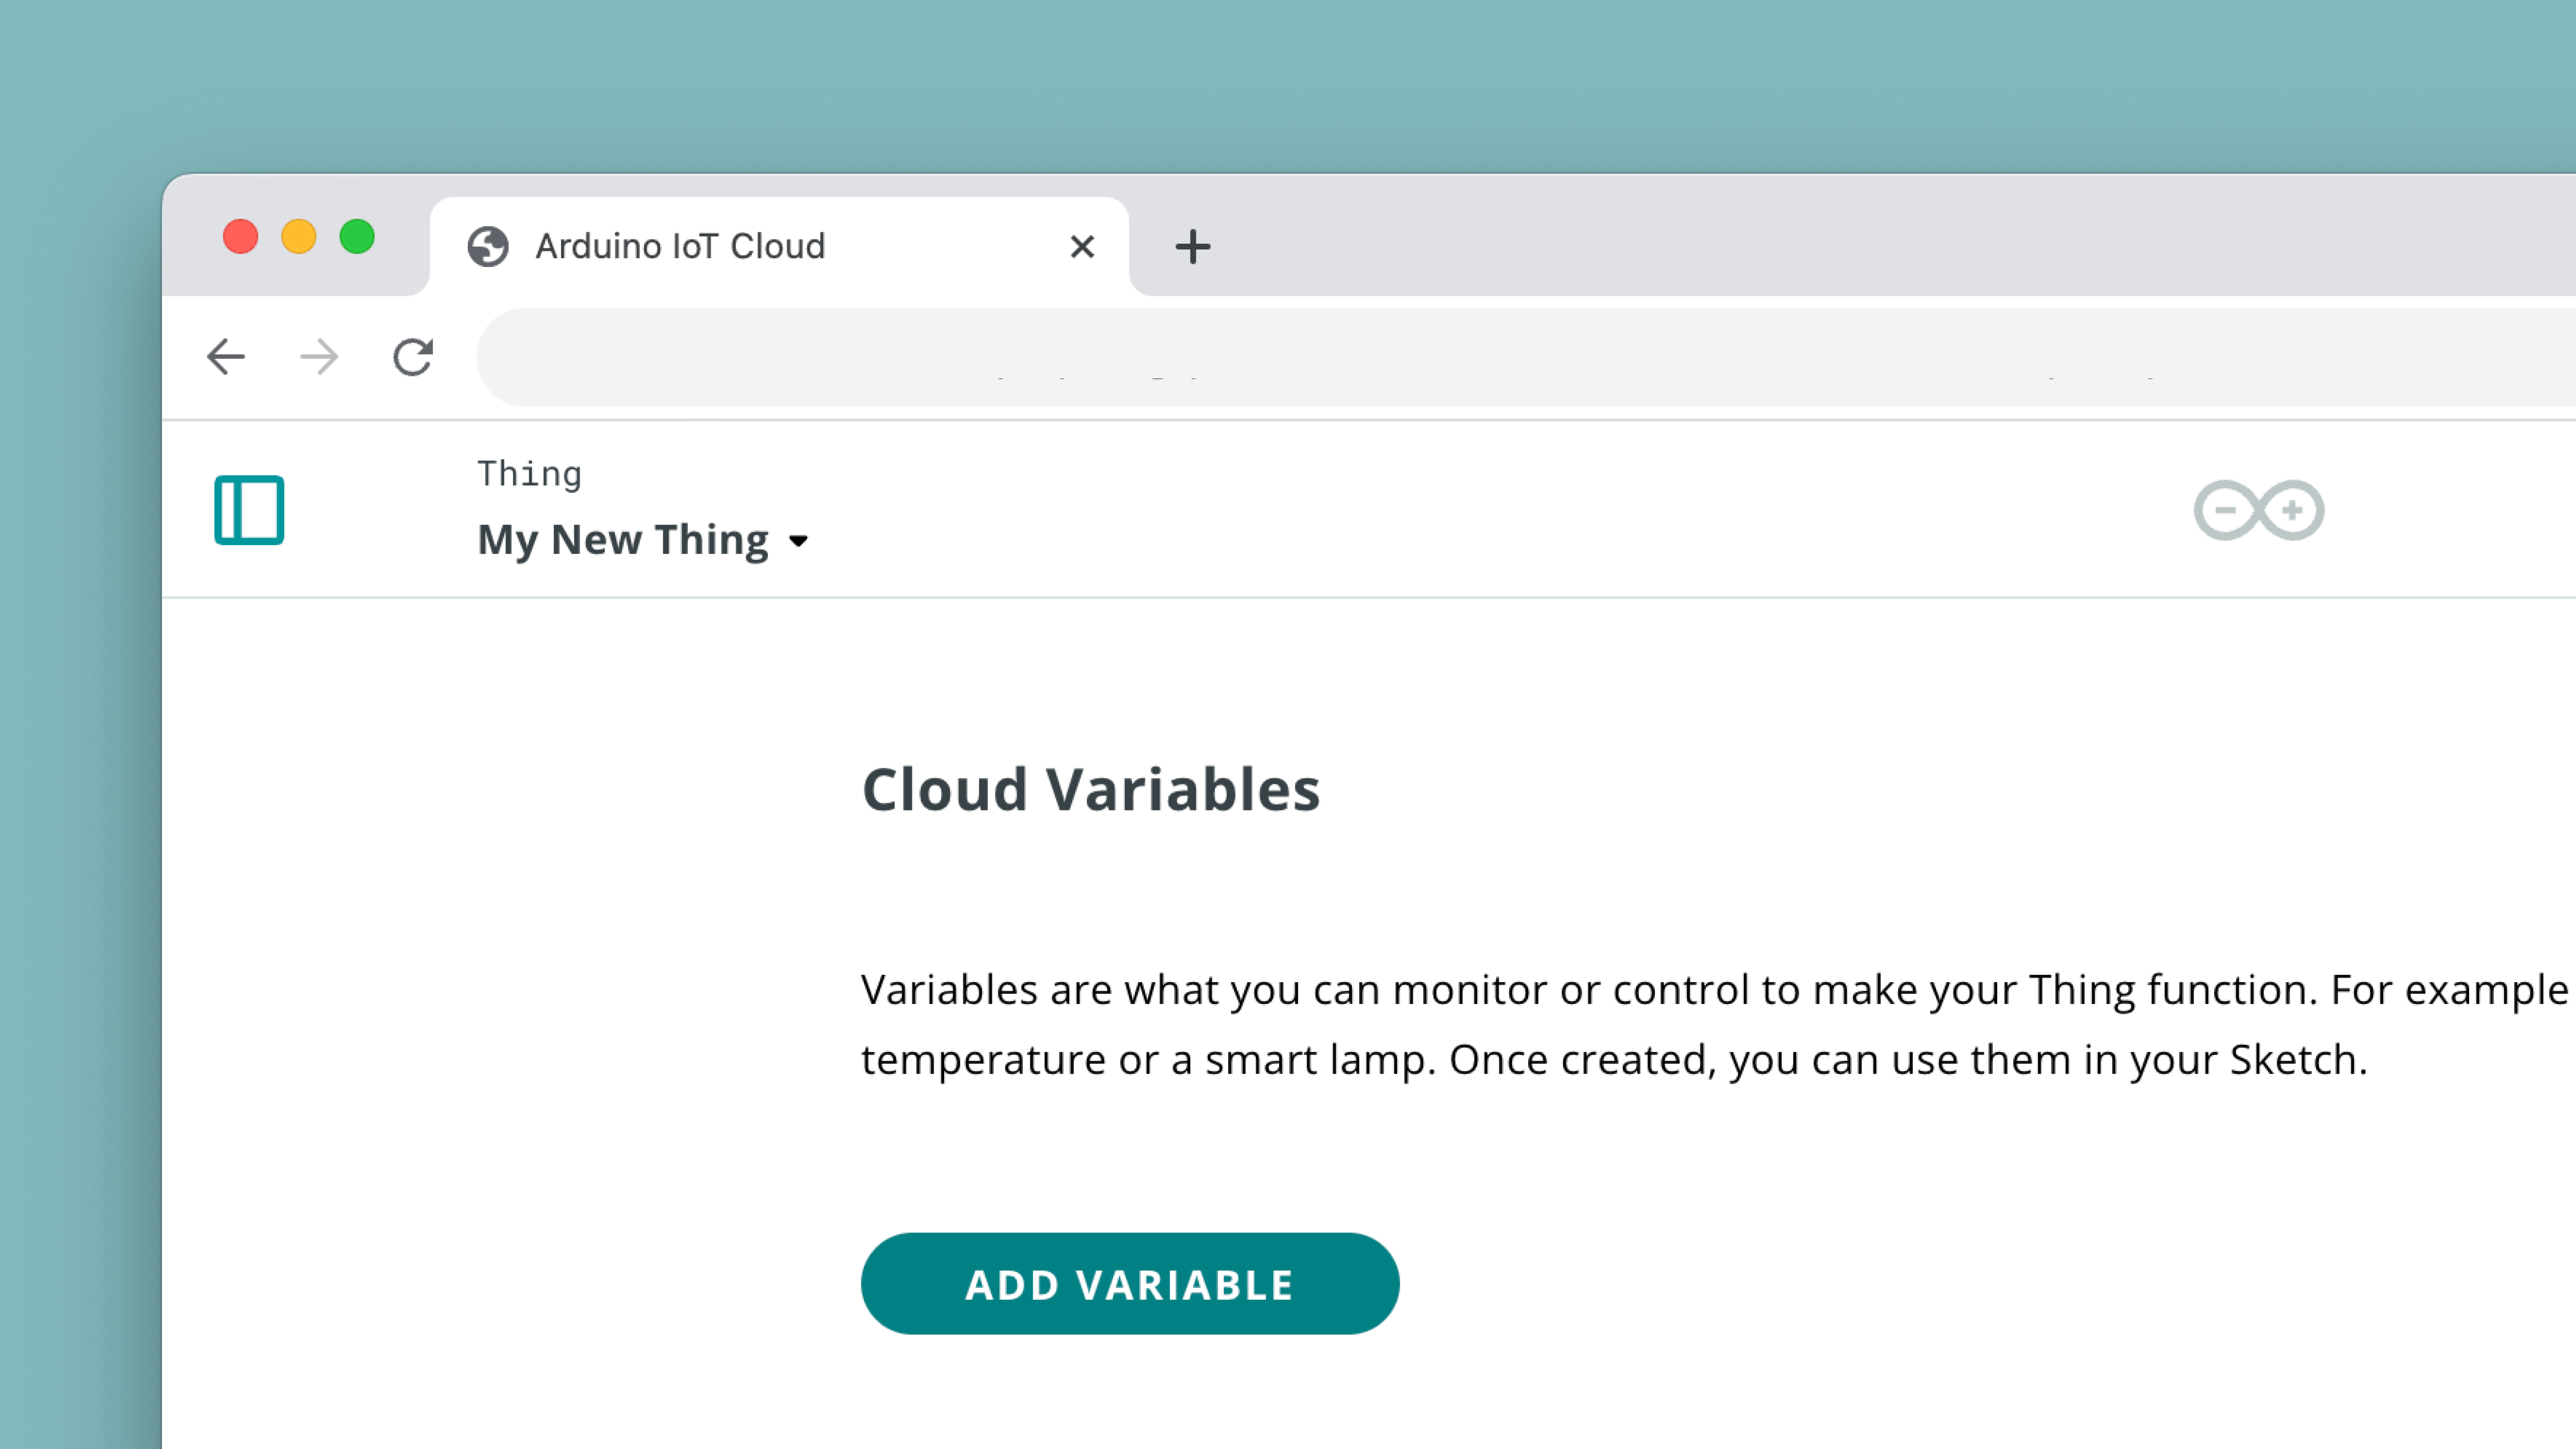 Arduino IoT Cloud
Thing
My New Thing
Cloud Variables
Variables are what you can monitor or control to make your Thing function. For example
temperature or a smart lamp. Once created, you can use them in your Sketch.
ADD VARIABLE